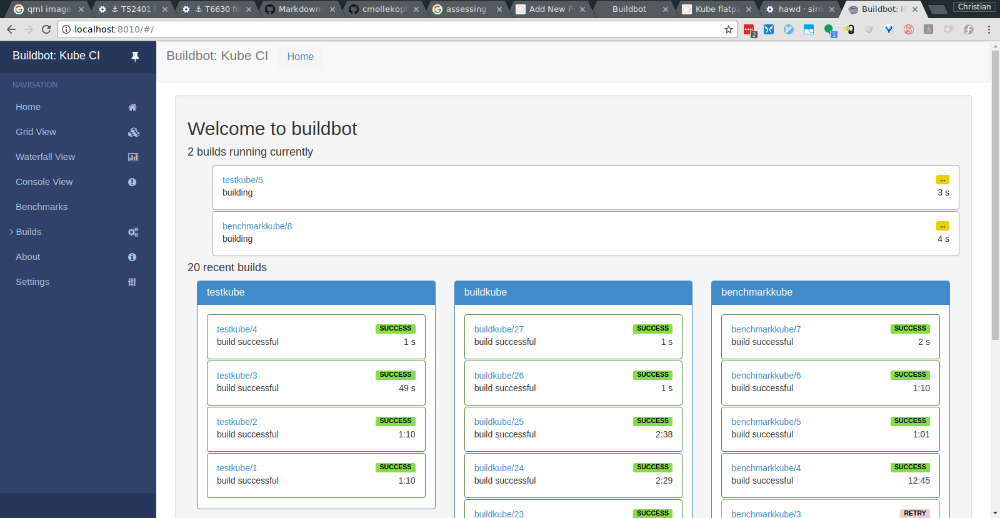 qml image
T52401
T6630 fi
Markdown
cmollekop
assessing
Add New P
Buildbot
Kube flatpa
hawd · sink
Buildbot: H
Christian
localhost:8010/#/
2
1
Buildbot: Kube CI
NAVIGATION
Home
Grid View
Waterfall View
Console View
Benchmarks
Builds
About
Settings
Buildbot: Kube CI
Home
Welcome to buildbot
2 builds running currently
testkube/5
...
building
3 s
benchmarkkube/8
...
building
4 s
20 recent builds
testkube
testkube/4
SUCCESS
build successful
1 s
testkube/3
SUCCESS
build successful
49 s
testkube/2
SUCCESS
build successful
1:10
testkube/1
SUCCESS
build successful
1:10
buildkube
buildkube/27
SUCCESS
build successful
1 s
buildkube/26
SUCCESS
build successful
1 s
buildkube/25
SUCCESS
build successful
2:38
buildkube/24
SUCCESS
build successful
2:29
buildkube/23
SUCCESS
benchmarkkube
benchmarkkube/7
SUCCESS
build successful
2 s
benchmarkkube/6
SUCCESS
build successful
1:10
benchmarkkube/5
SUCCESS
build successful
1:01
benchmarkkube/4
SUCCESS
build successful
12:45
benchmarkkube/3
RETRY